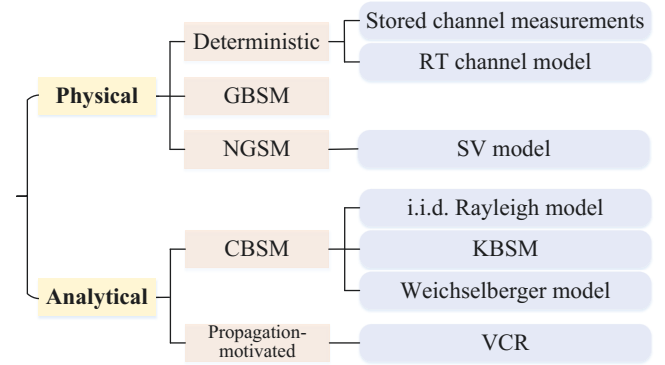 Stored channel measurements
Deterministic
RT channel model
Physical
GBSM
NGSM
SV model
i.i.d. Rayleigh model
CBSM
KBSM
Analytical
Weichselberger model
Propagation-
motivated
VCR